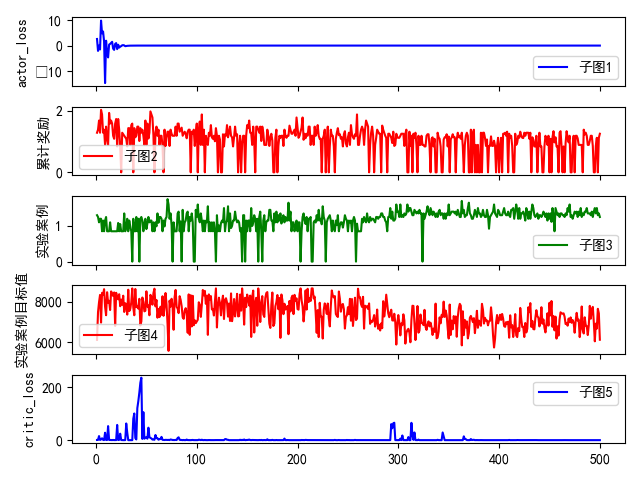 actor_loss
10
0
□10
子图1
累计奖励
2
0
子图2
实验案例
1
0
子图3
实验案例目标值
8000
6000
子图4
critic_loss
200
0
子图5
0 100 200 300 400 500